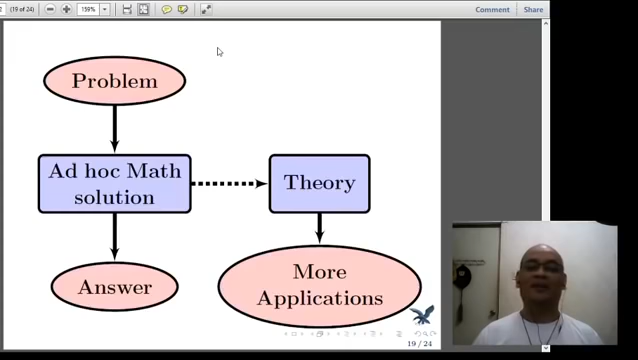 (19 of 24)
159%
Comment
Share
Problem
Ad hoc Math
solution
Theory
Answer
More
Applications
19 / 24